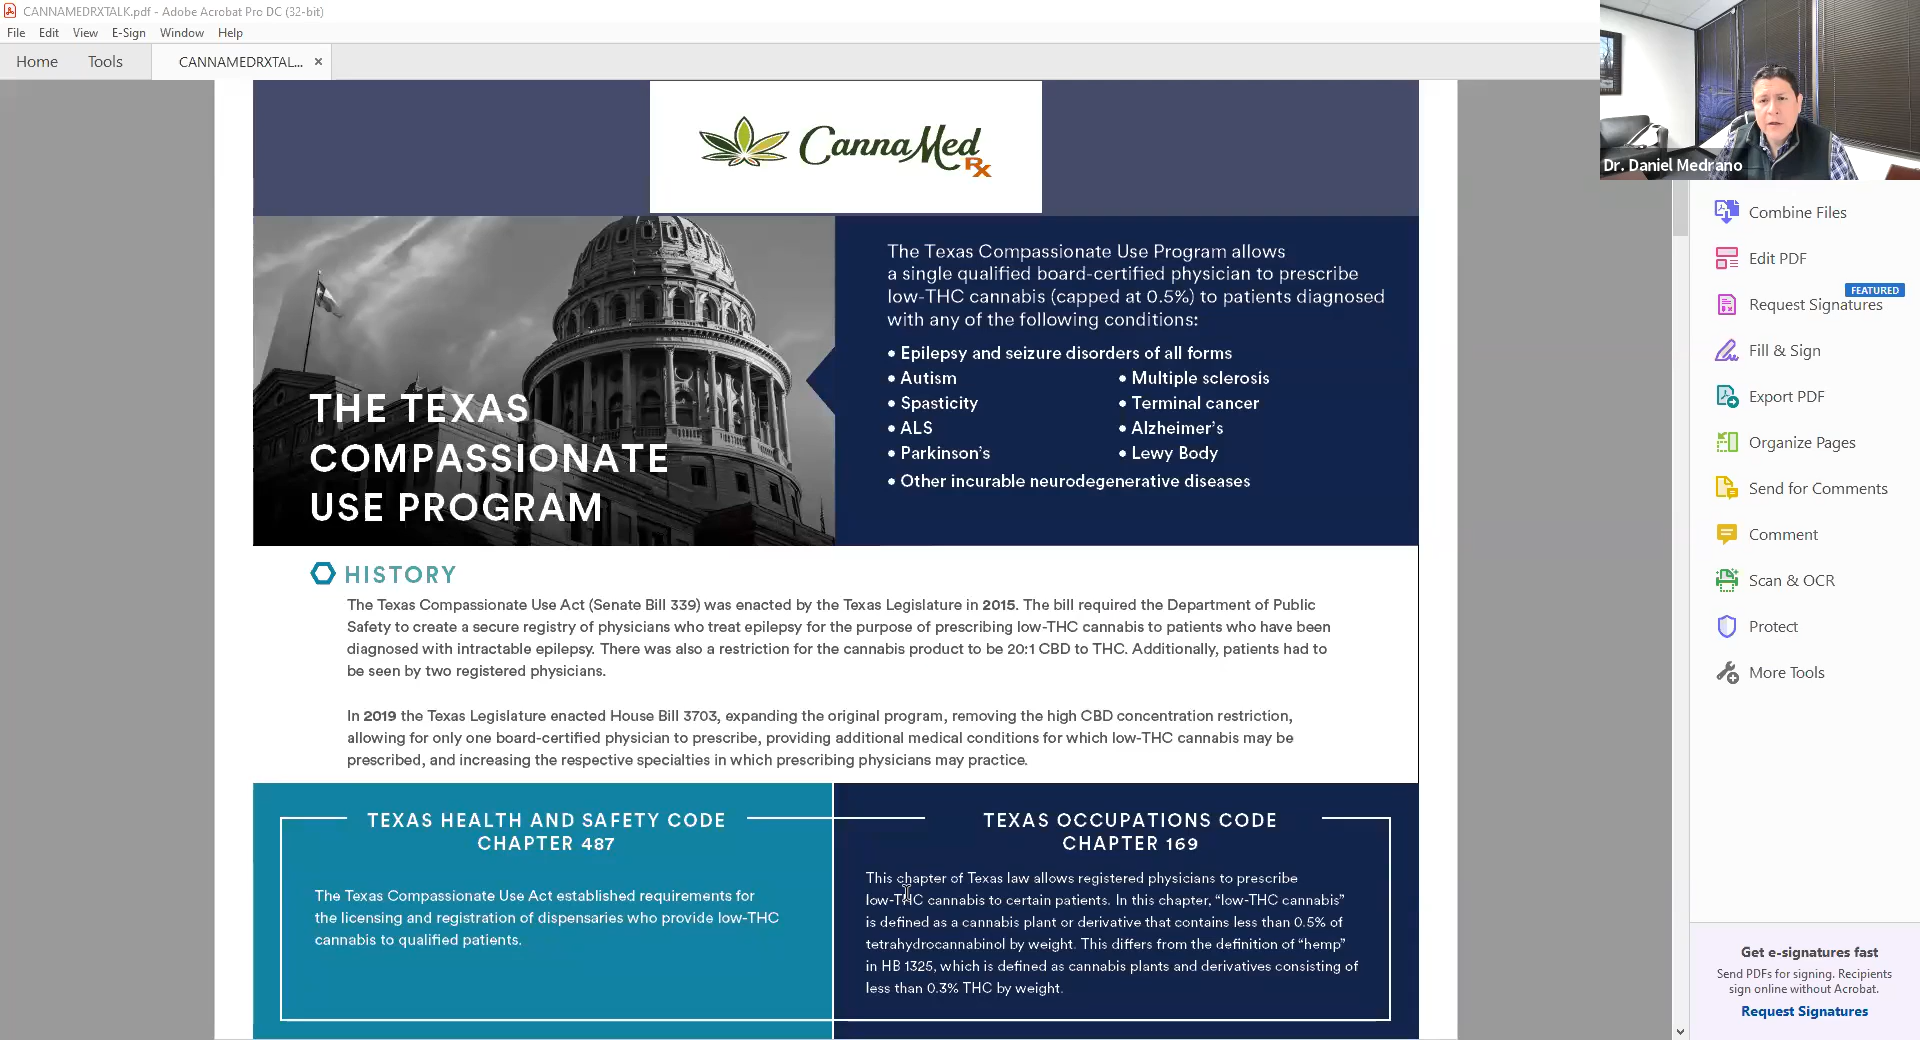 CANNAMEDRXTALK.pdf - Adobe Acrobat Pro DC (32-bit)
File Edit View E-Sign Window Help
Home Tools CANNAMEDRXTAL... ×
CannaMed
Rx
Dr. Daniel Medrano
THE TEXAS
COMPASSIONATE
USE PROGRAM
The Texas Compassionate Use Program allows
a single qualified board-certified physician to prescribe
low-THC cannabis (capped at 0.5%) to patients diagnosed
with any of the following conditions:
• Epilepsy and seizure disorders of all forms
• Autism • Multiple sclerosis
• Spasticity • Terminal cancer
• ALS • Alzheimer's
• Parkinson's • Lewy Body
• Other incurable neurodegenerative diseases
HISTORY
The Texas Compassionate Use Act (Senate Bill 339) was enacted by the Texas Legislature in 2015. The bill required the Department of Public
Safety to create a secure registry of physicians who treat epilepsy for the purpose of prescribing low-THC cannabis to patients who have been
diagnosed with intractable epilepsy. There was also a restriction for the cannabis product to be 20:1 CBD to THC. Additionally, patients had to
be seen by two registered physicians.
In 2019 the Texas Legislature enacted House Bill 3703, expanding the original program, removing the high CBD concentration restriction,
allowing for only one board-certified physician to prescribe, providing additional medical conditions for which low-THC cannabis may be
prescribed, and increasing the respective specialties in which prescribing physicians may practice.
TEXAS HEALTH AND SAFETY CODE
CHAPTER 487
The Texas Compassionate Use Act established requirements for
the licensing and registration of dispensaries who provide low-THC
cannabis to qualified patients.
TEXAS OCCUPATIONS CODE
CHAPTER 169
This chapter of Texas law allows registered physicians to prescribe
low-THC cannabis to certain patients. In this chapter, "low-THC cannabis"
is defined as a cannabis plant or derivative that contains less than 0.5% of
tetrahydrocannabinol by weight. This differs from the definition of "hemp"
in HB 1325, which is defined as cannabis plants and derivatives consisting of
less than 0.3% THC by weight.
Combine Files
Edit PDF
FEATURED
Request Signatures
Fill & Sign
Export PDF
Organize Pages
Send for Comments
Comment
Scan & OCR
Protect
More Tools
Get e-signatures fast
Send PDFs for signing. Recipients
sign online without Acrobat.
Request Signatures